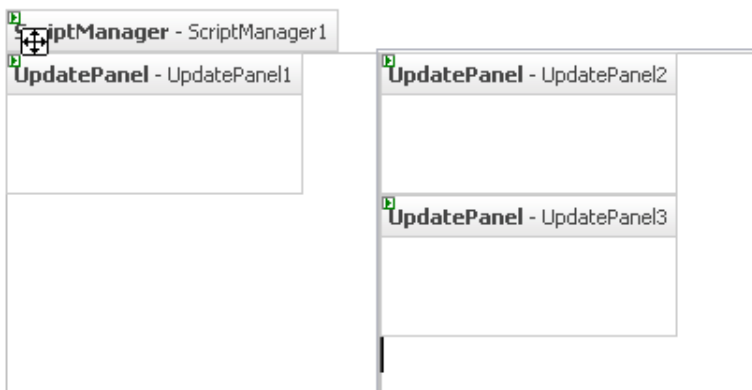 ScriptManager - ScriptManager1
UpdatePanel - UpdatePanel1
UpdatePanel - UpdatePanel2
UpdatePanel - UpdatePanel3